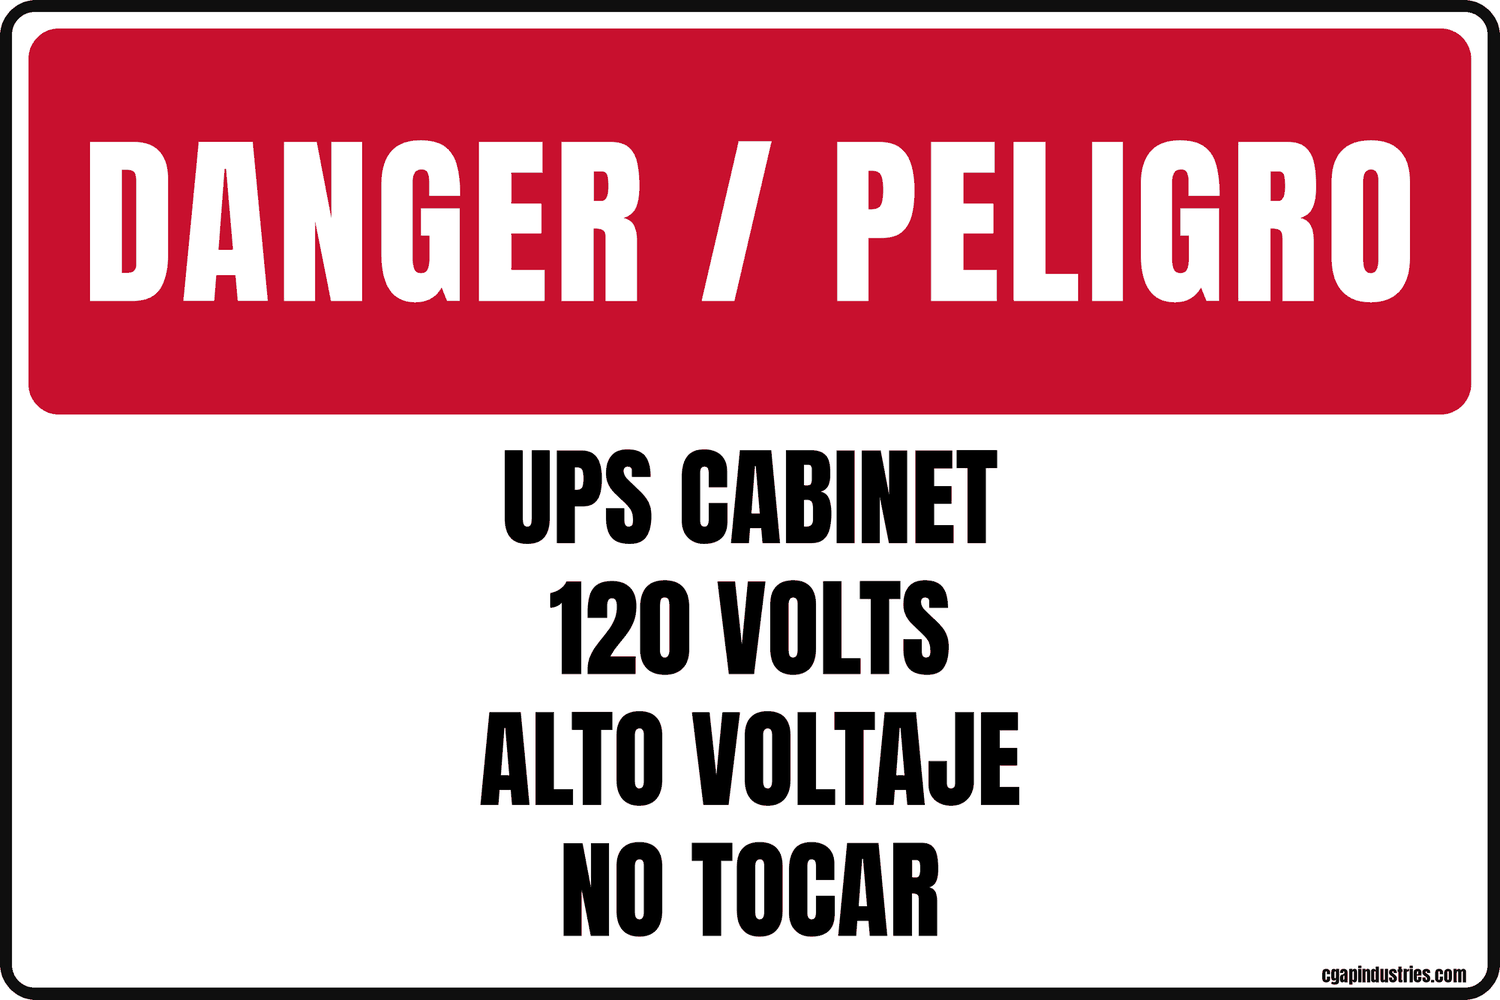 DANGER / PELIGRO
UPS CABINET
120 VOLTS
ALTO VOLTAJE
NO TOCAR
cgapindustries.com